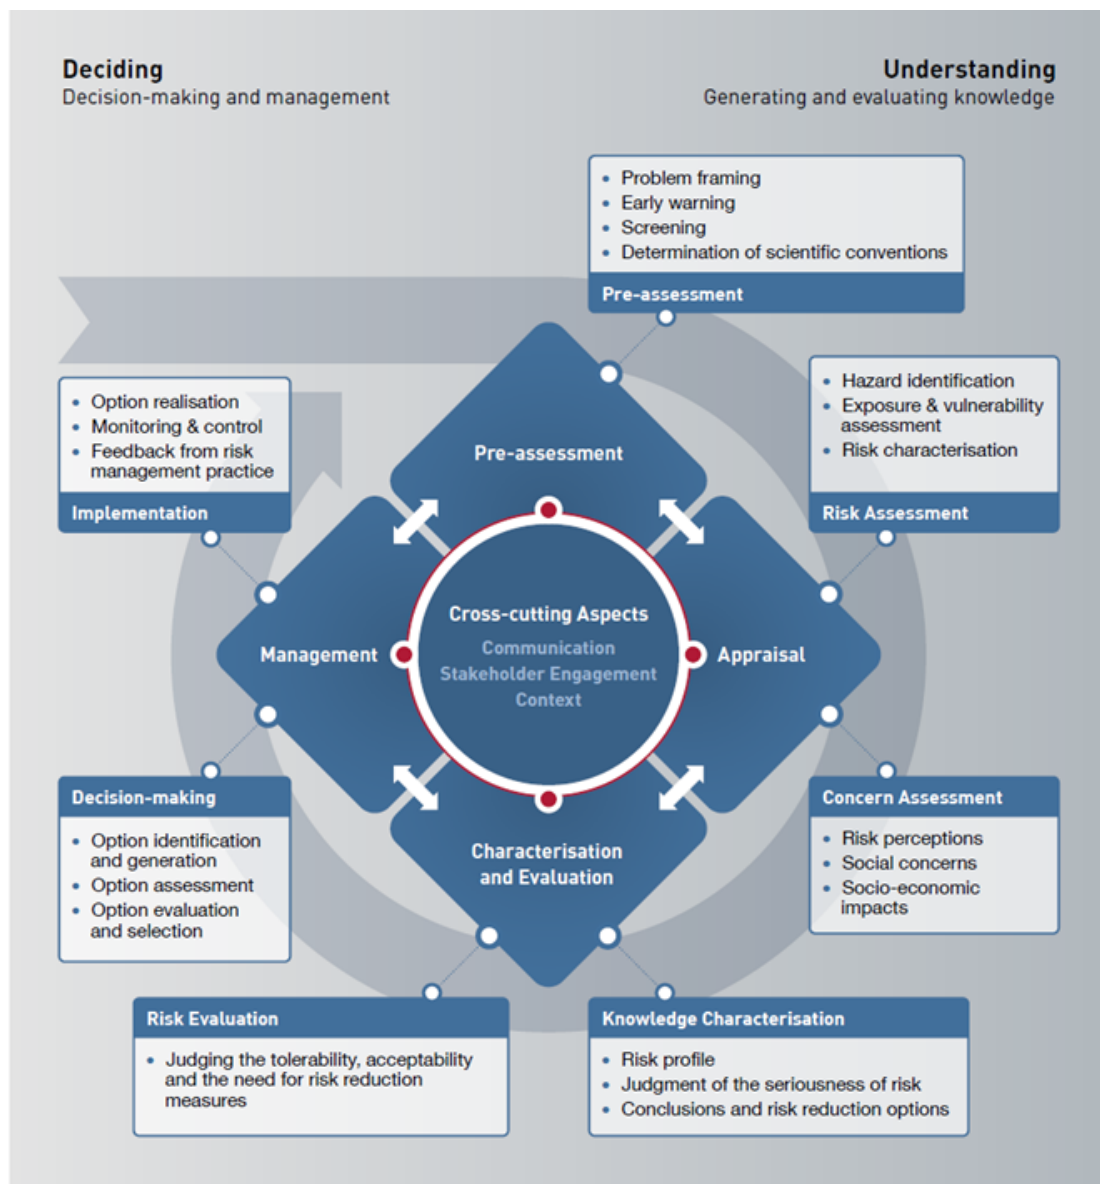 Deciding
Decision-making and management
Understanding
Generating and evaluating knowledge
• Problem framing
• Early warning
• Screening
• Determination of scientific conventions
Pre-assessment
• Option realisation
• Monitoring & control
• Feedback from risk
management practice
Implementation
• Hazard identification
• Exposure & vulnerability
assessment
• Risk characterisation
Risk Assessment
Pre-assessment
Cross-cutting Aspects
Communication
Stakeholder Engagement
Context
Management
Appraisal
Characterisation
and Evaluation
Decision-making
• Option identification
and generation
• Option assessment
• Option evaluation
and selection
Concern Assessment
• Risk perceptions
• Social concerns
• Socio-economic
impacts
Risk Evaluation
• Judging the tolerability, acceptability
and the need for risk reduction
measures
Knowledge Characterisation
• Risk profile
• Judgment of the seriousness of risk
• Conclusions and risk reduction options